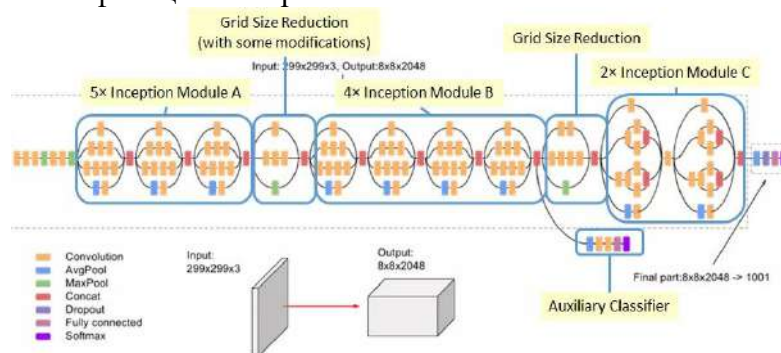 Grid Size Reduction
(with some modifications)
Grid Size Reduction
Input: 299x299x3, Output:8x8x2048
5× Inception Module A
4× Inception Module B
2× Inception Module C
Convolution
AvgPool
MaxPool
Concat
Dropout
Fully connected
Softmax
Input:
299x299x3
Output:
8x8x2048
Final part:8x8x2048 -> 1001
Auxiliary Classifier